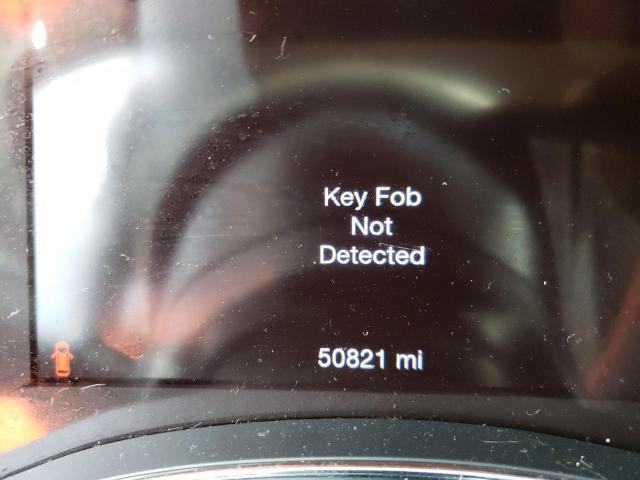 Key Fob
Not
Detected
50821 mi